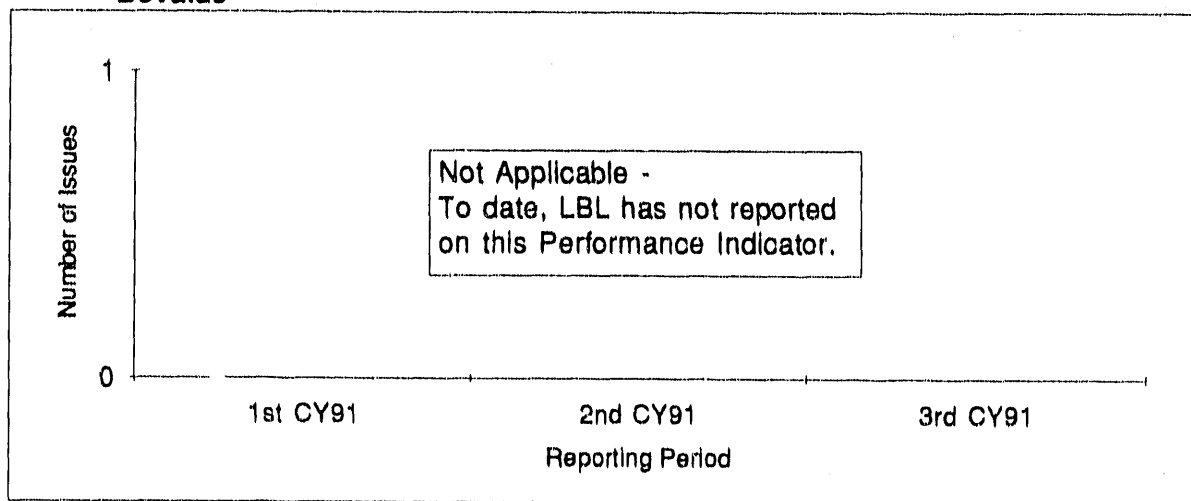 1
Number of Issues
Not Applicable -
To date, LBL has not reported
on this Performance Indicator.
0
1st CY91
2nd CY91
3rd CY91
Reporting Period